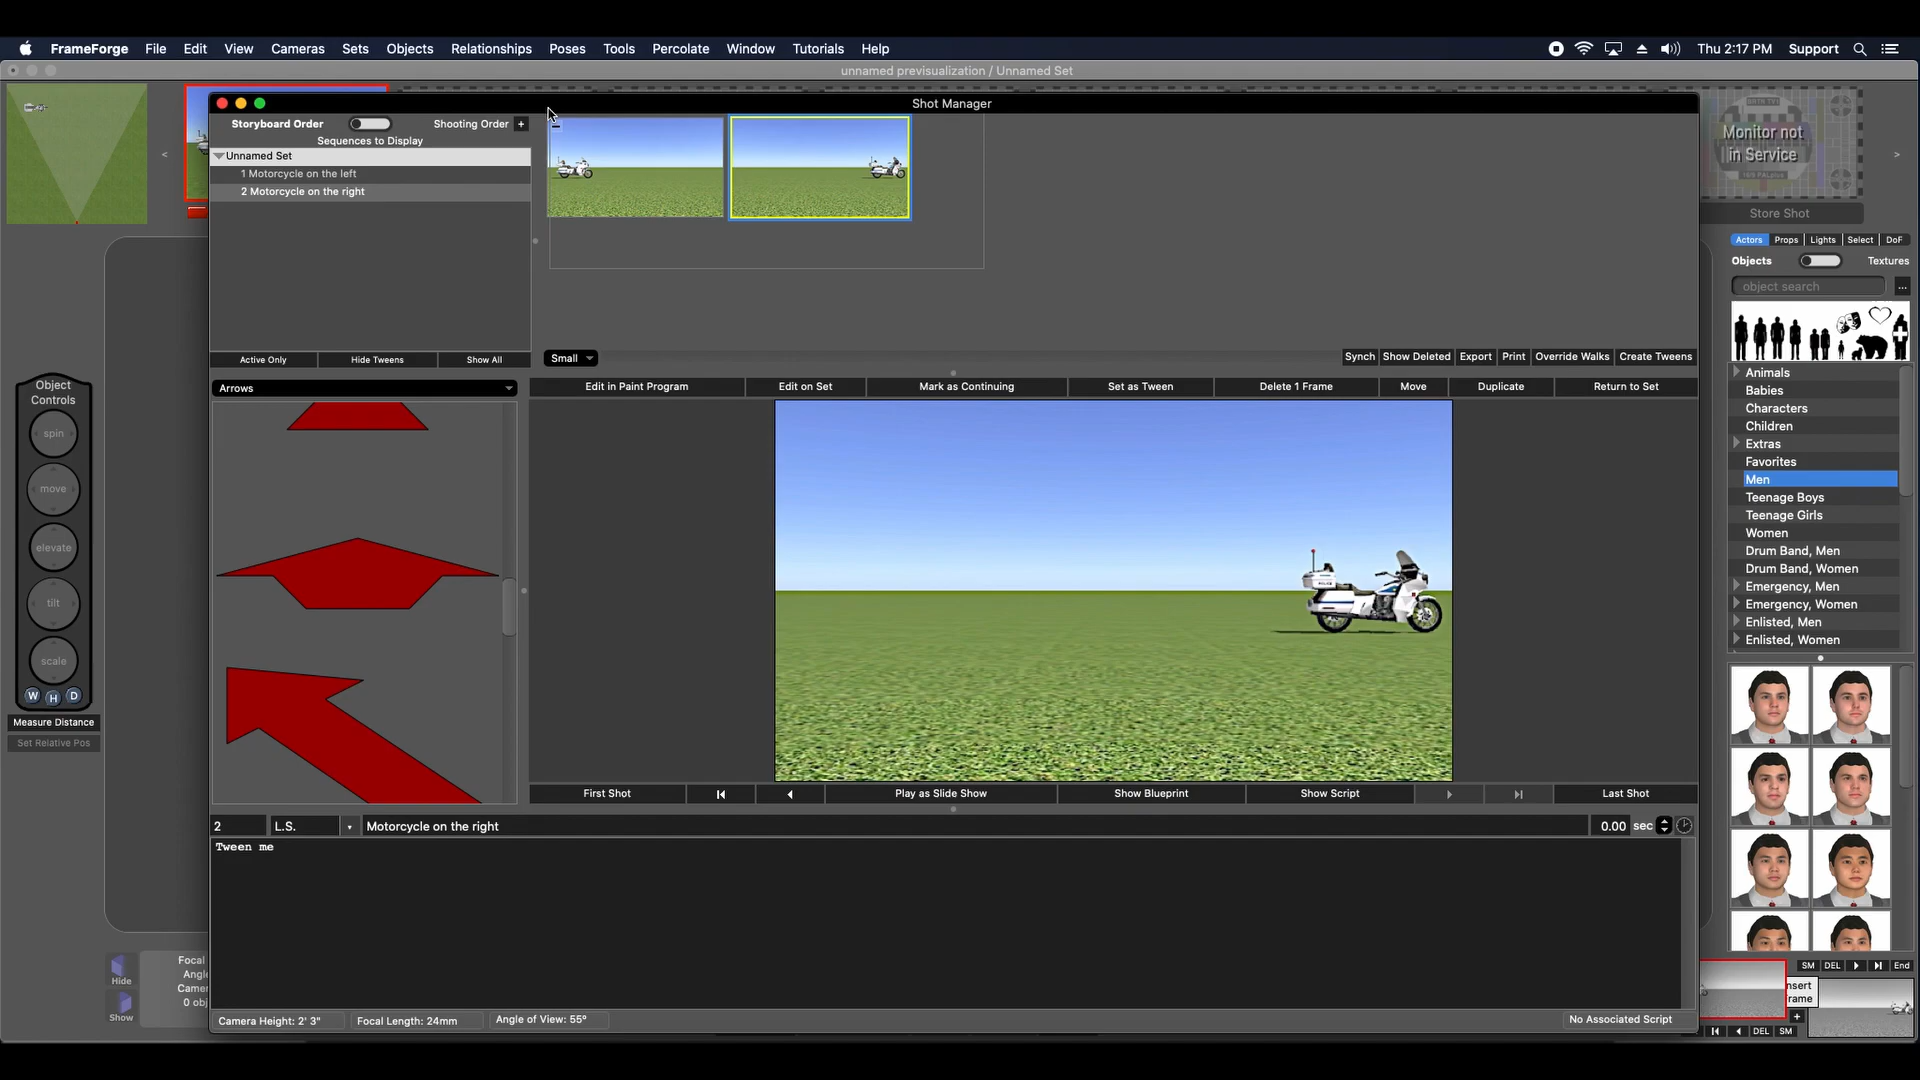 FrameForge File Edit View Cameras Sets Objects Relationships Poses Tools Percolate Window Tutorials Help Thu 2:17 PM Support
unnamed previsualization / Unnamed Set
Shot Manager
Storyboard Order Shooting Order +
Sequences to Display
Unnamed Set
1 Motorcycle on the left
2 Motorcycle on the right
Active Only Hide Tweens Show All
Small Synch Show Deleted Export Print Override Walks Create Tweens
Arrows
Edit in Paint Program Edit on Set Mark as Continuing Set as Tween Delete 1 Frame Move Duplicate Return to Set
First Shot Play as Slide Show Show Blueprint Show Script Last Shot
2 L.S. Motorcycle on the right 0.00 sec
Tween me
Camera Height: 2' 3" Focal Length: 24mm Angle of View: 55° No Associated Script
Object
Controls
spin
move
elevate
tilt
scale
W H D
Measure Distance
Set Relative Pos
Hide
Show
Focal
Angle
Came
0 obj
Monitor not
in Service
Store Shot
Actors Props Lights Select DoF
Objects Textures
object search ...
Animals
Babies
Characters
Children
Extras
Favorites
Men
Teenage Boys
Teenage Girls
Women
Drum Band, Men
Drum Band, Women
Emergency, Men
Emergency, Women
Enlisted, Men
Enlisted, Women
SM DEL End
nsert
rame
+
DEL SM